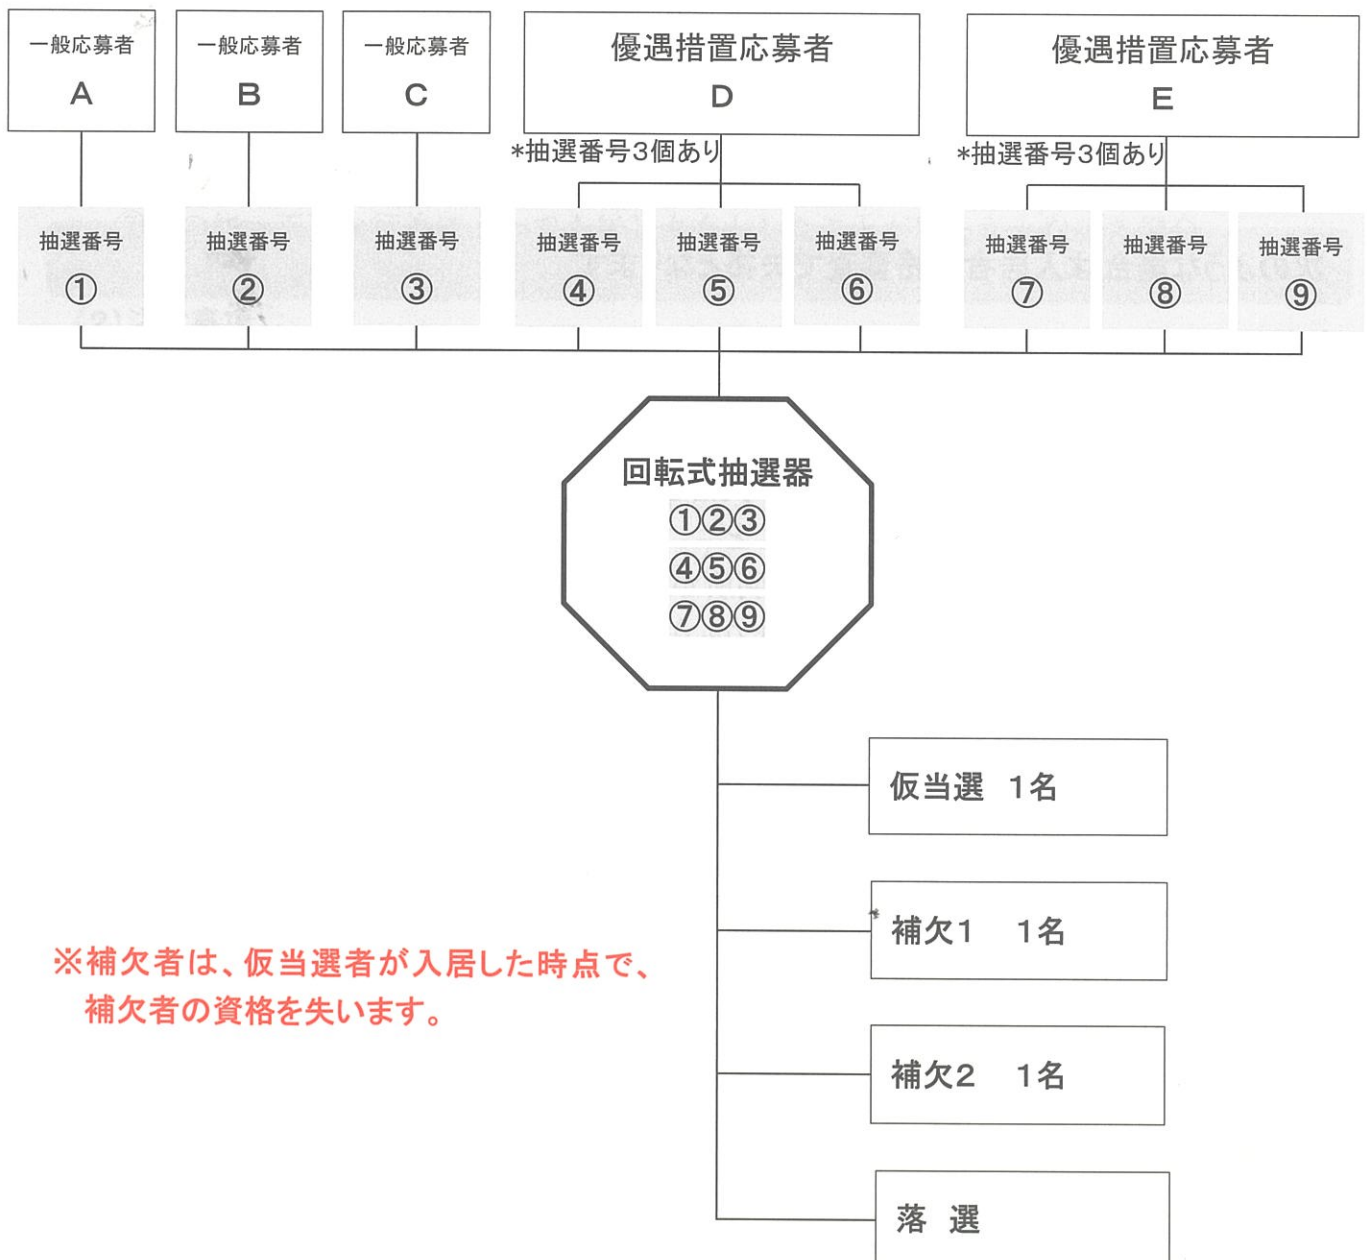 一般応募者
A
一般応募者
B
一般応募者
C
優遇措置応募者
D
優遇措置応募者
E
*抽選番号3個あり
*抽選番号3個あり
抽選番号
①
抽選番号
②
抽選番号
③
抽選番号
④
抽選番号
⑤
抽選番号
⑥
抽選番号
⑦
抽選番号
⑧
抽選番号
⑨
回転式抽選器
①②③
④⑤⑥
⑦⑧⑨
仮当選 1名
補欠1 1名
※補欠者は、仮当選者が入居した時点で、
補欠者の資格を失います。
補欠2 1名
落 選